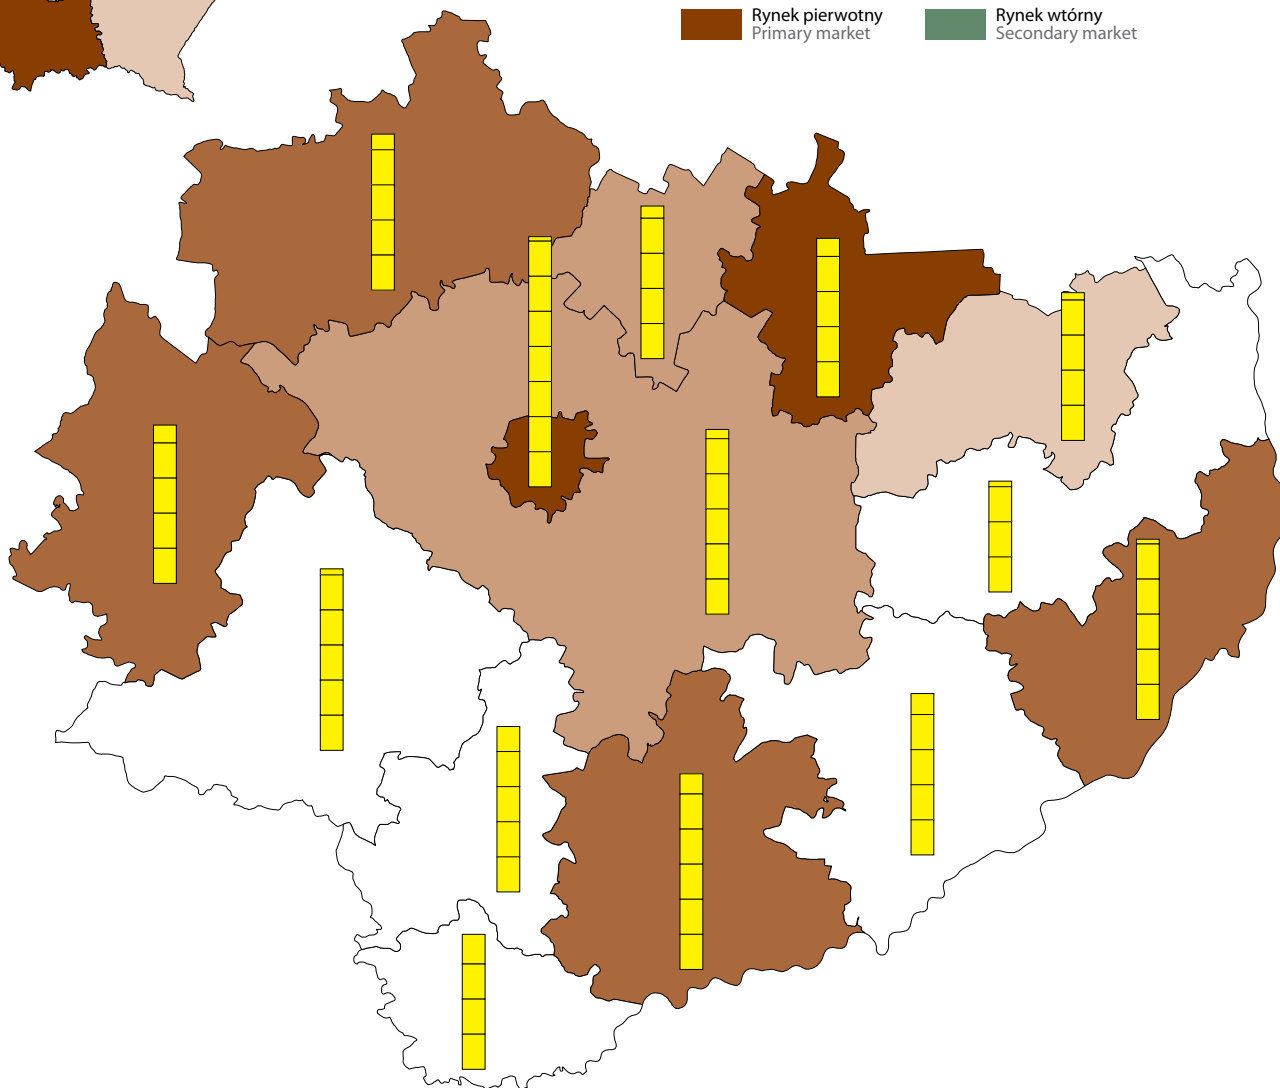 Rynek pierwotny
Primary market
Rynek wtórny
Secondary market